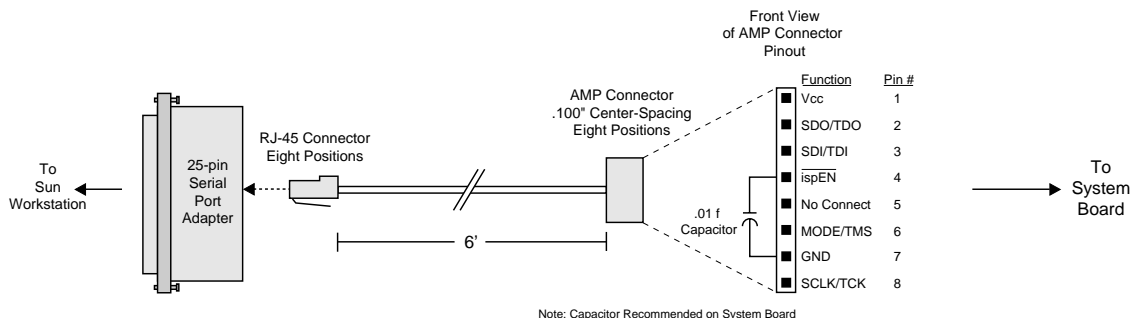 Front View
of AMP Connector
Pinout
Function Pin #
Vcc 1
SDO/TDO 2
SDI/TDI 3
ispEN 4
No Connect 5
MODE/TMS 6
GND 7
SCLK/TCK 8
AMP Connector
.100" Center-Spacing
Eight Positions
RJ-45 Connector
Eight Positions
25-pin
Serial
Port
Adapter
To
Sun
Workstation
6'
.01 f
Capacitor
To
System
Board
Note: Capacitor Recommended on System Board